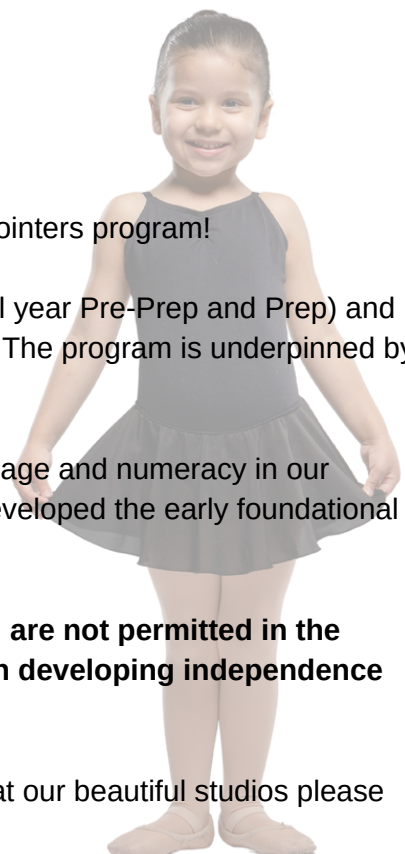 ointers program!
l year Pre-Prep and Prep) and
The program is underpinned by
age and numeracy in our
eveloped the early foundational
are not permitted in the
n developing independence
at our beautiful studios please